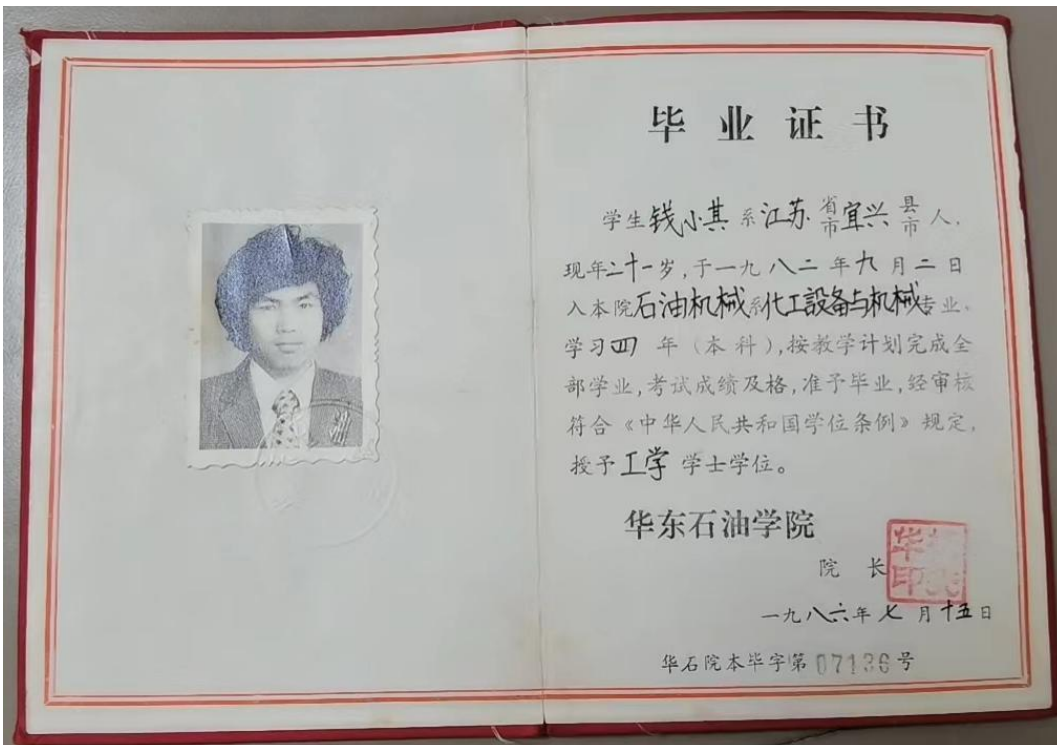 毕业证书
学生钱小其系江苏省市宜兴县市人,
现年二十一岁,于一九八二年九月二日
入本院石油机械系化工設备与机械专业,
学习四年(本科),按教学计划完成全
部学业,考试成绩及格,准予毕业,经审核
符合《中华人民共和国学位条例》规定,
授予工学学士学位。
华东石油学院
院长
一九八六年七月十五日
华石院本毕字第07136号